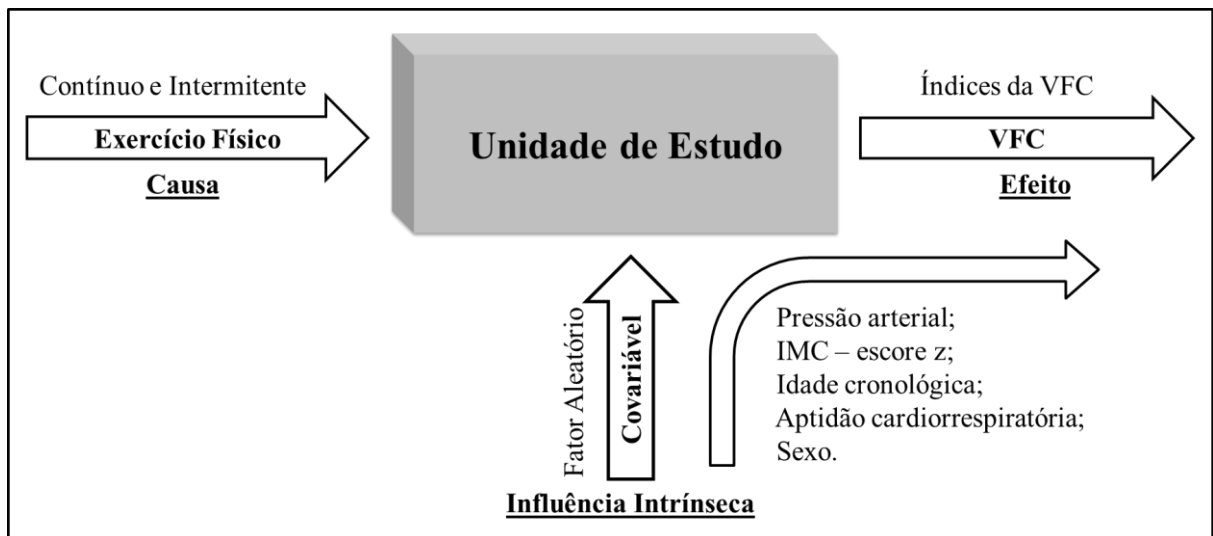 Contínuo e Intermitente
Exercício Físico
Causa
Unidade de Estudo
Índices da VFC
VFC
Efeito
Fator Aleatório
Covariável
Pressão arterial;
IMC – escore z;
Idade cronológica;
Aptidão cardiorrespiratória;
Sexo.
Influência Intrínseca